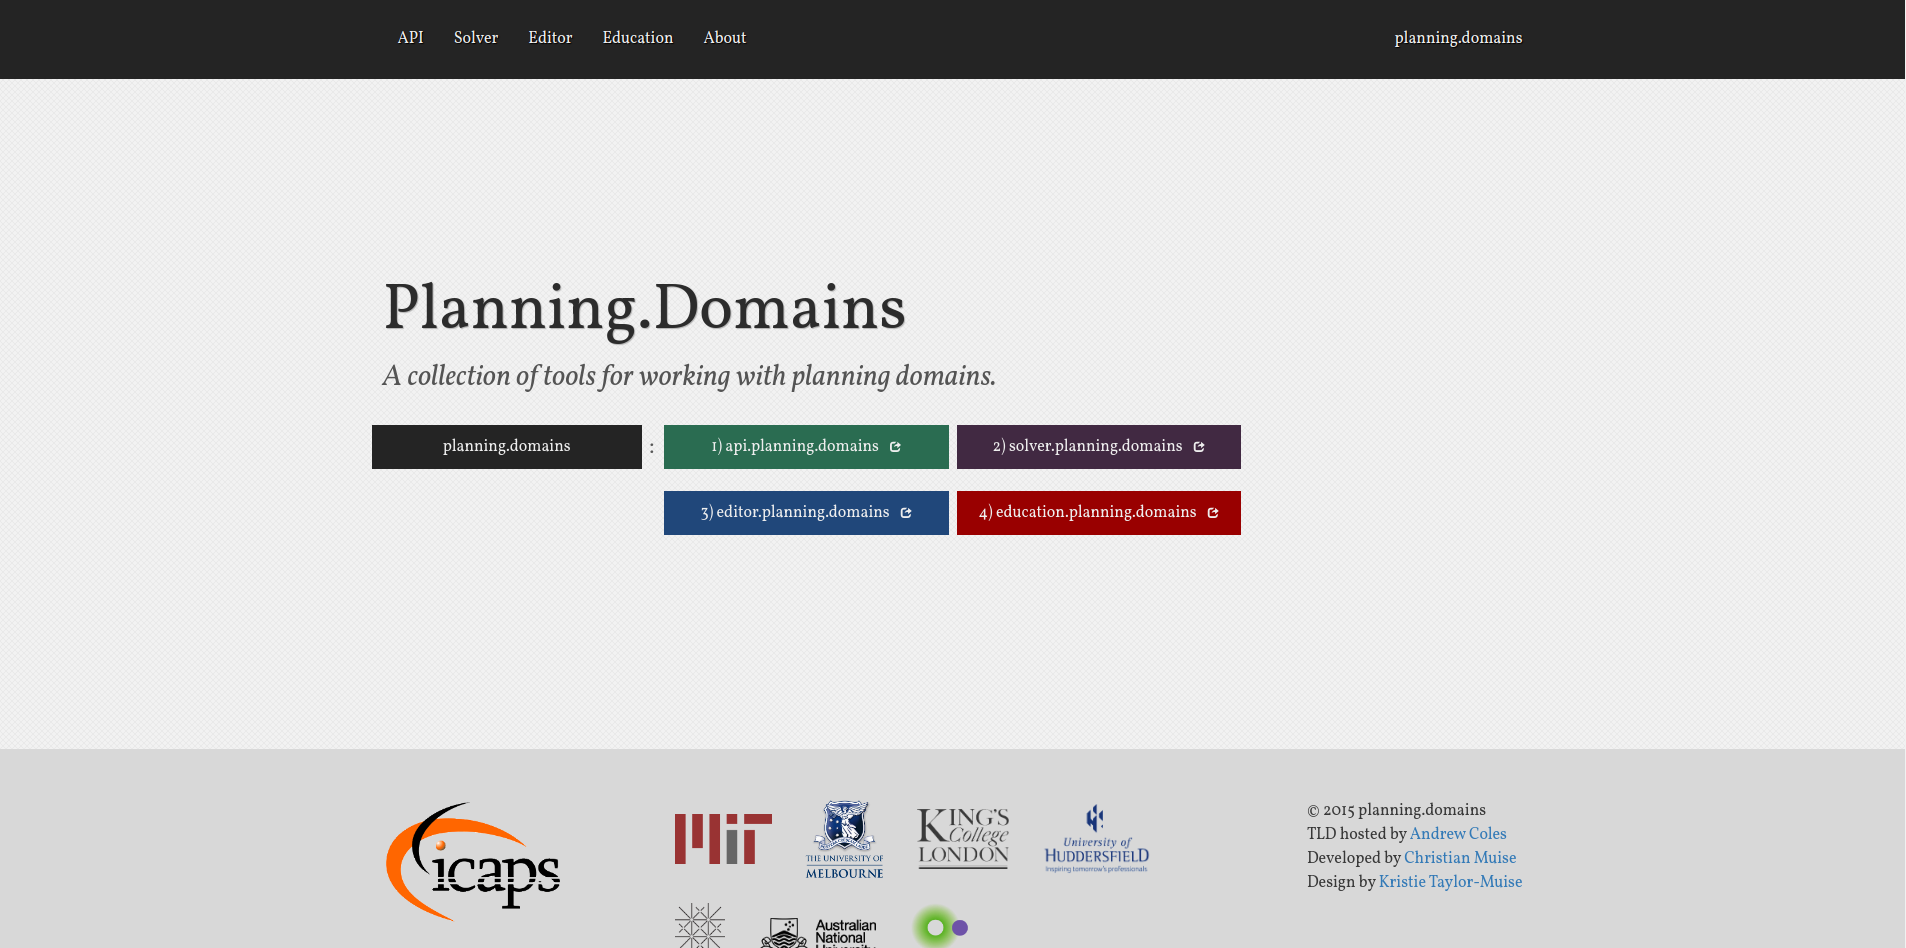 API Solver Editor Education About planning.domains
Planning.Domains
A collection of tools for working with planning domains.
planning.domains : 1) api.planning.domains 2) solver.planning.domains
3) editor.planning.domains 4) education.planning.domains
icaps
MIT
THE UNIVERSITY OF
MELBOURNE
KING'S
College
LONDON
University of
HUDDERSFIELD
Inspiring tomorrow's professionals
Australian
National
University
© 2015 planning.domains
TLD hosted by Andrew Coles
Developed by Christian Muise
Design by Kristie Taylor-Muise